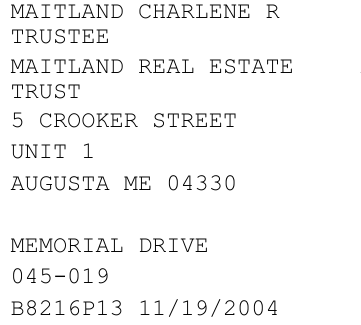 MAITLAND CHARLENE R
TRUSTEE
MAITLAND REAL ESTATE
TRUST
5 CROOKER STREET
UNIT 1
AUGUSTA ME 04330
MEMORIAL DRIVE
045-019
B8216P13 11/19/2004